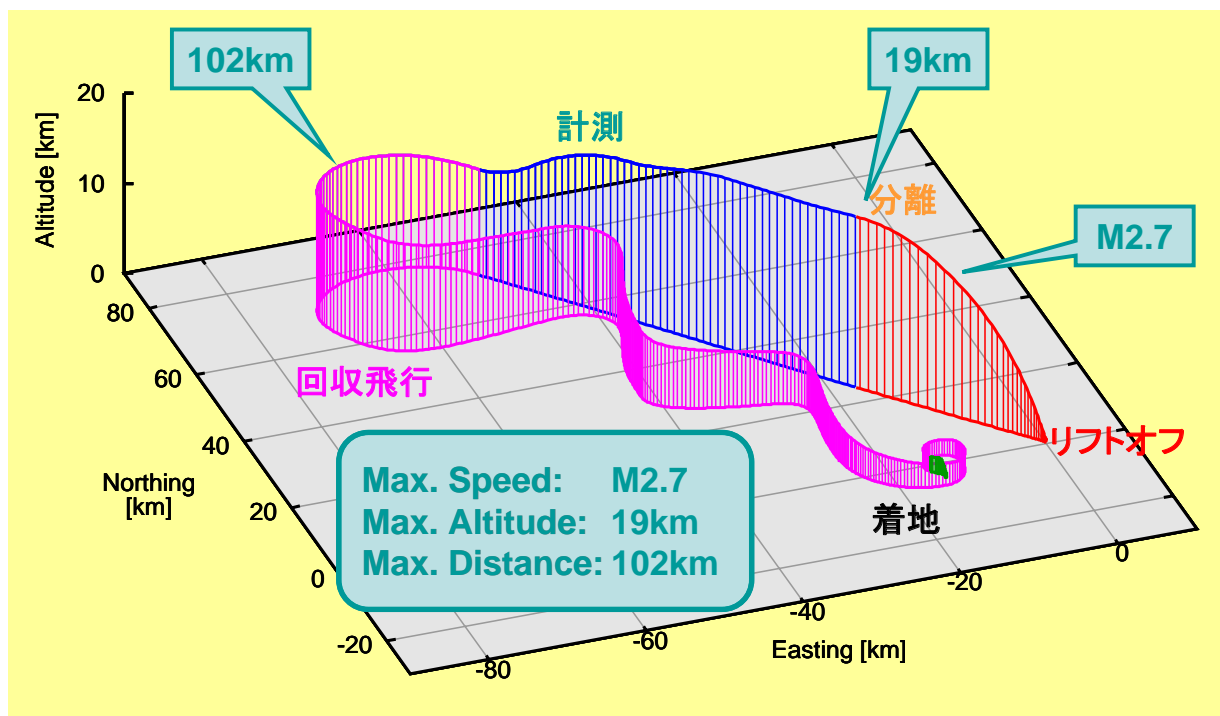 102km
19km
計測
分離
M2.7
20
10
0
Altitude [km]
回収飛行
リフトオフ
着地
Max. Speed: M2.7
Max. Altitude: 19km
Max. Distance: 102km
80
60
40
20
0
-20
Northing
[km]
-80
-60
-40
-20
0
Easting [km]